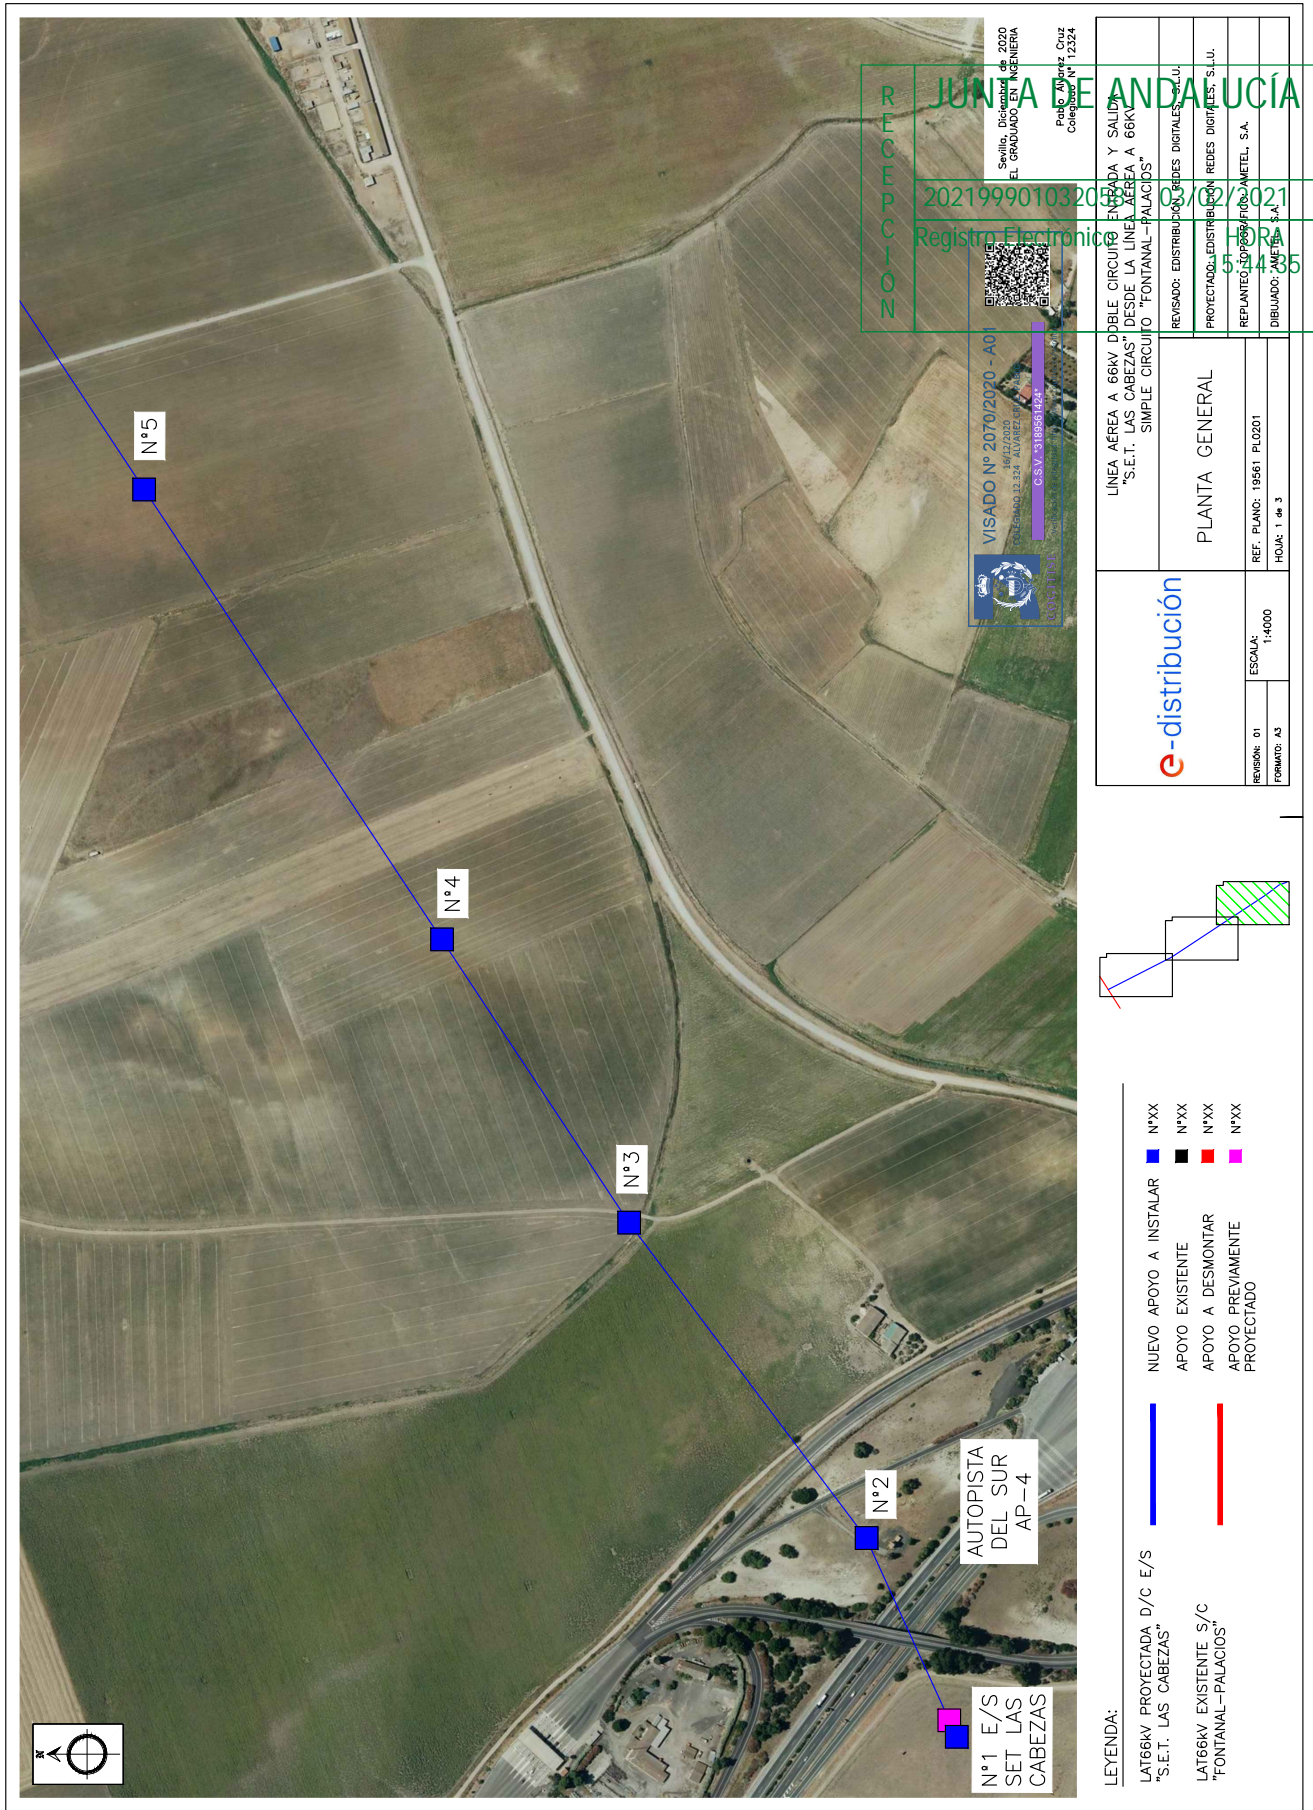 Nº5
Nº4
Nº3
Nº2
AUTOPISTA
DEL SUR
AP-4
Nº1 E/S
SET LAS
CABEZAS
LEYENDA:
LAT66kV PROYECTADA D/C E/S
"S.E.T. LAS CABEZAS"
LAT66kV EXISTENTE S/C
"FONTANAL-PALACIOS"
NUEVO APOYO A INSTALAR NºXX
APOYO EXISTENTE NºXX
APOYO A DESMONTAR NºXX
APOYO PREVIAMENTE
PROYECTADO NºXX
e-distribución
REVISIÓN: 01
FORMATO: A3
ESCALA:
1:4000
LÍNEA AÉREA A 66kV DOBLE CIRCUITO ENTRADA Y SALIDA
"S.E.T. LAS CABEZAS" DESDE LA LÍNEA AÉREA A 66KV
SIMPLE CIRCUITO "FONTANAL-PALACIOS"
PLANTA GENERAL
REF. PLANO: 19561 PL0201
HOJA: 1 de 3
REVISADO: EDISTRIBUCIÓN REDES DIGITALES, S.L.U.
PROYECTADO: EDISTRIBUCIÓN REDES DIGITALES, S.L.U.
REPLANTEO TOPOGRÁFICO: AMETEL, S.A.
DIBUJADO: AMETEL, S.A.
Sevilla, Diciembre de 2020
EL GRADUADO EN INGENIERIA
Pablo Álvarez Cruz
Colegiado Nº 12324
VISADO Nº 2070/2020 - A01
16/12/2020
COLEGIADO 12.324
C.S.V. *3189561424*
RECEPCIÓN
JUNTA DE ANDALUCÍA
202199901032058 03/02/2021
Registro Electrónico
HORA
15:44:35